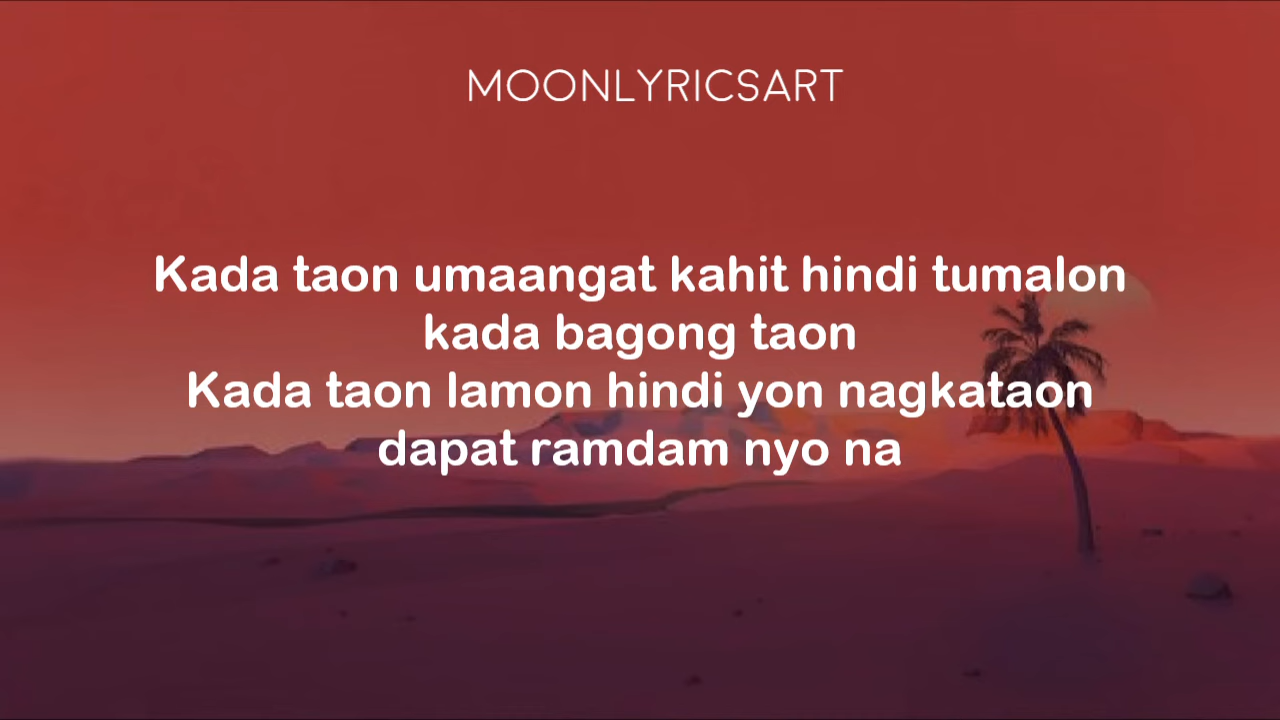 MOONLYRICSART
Kada taon umaangat kahit hindi tumalon
kada bagong taon
Kada taon lamon hindi yon nagkataon
dapat ramdam nyo na